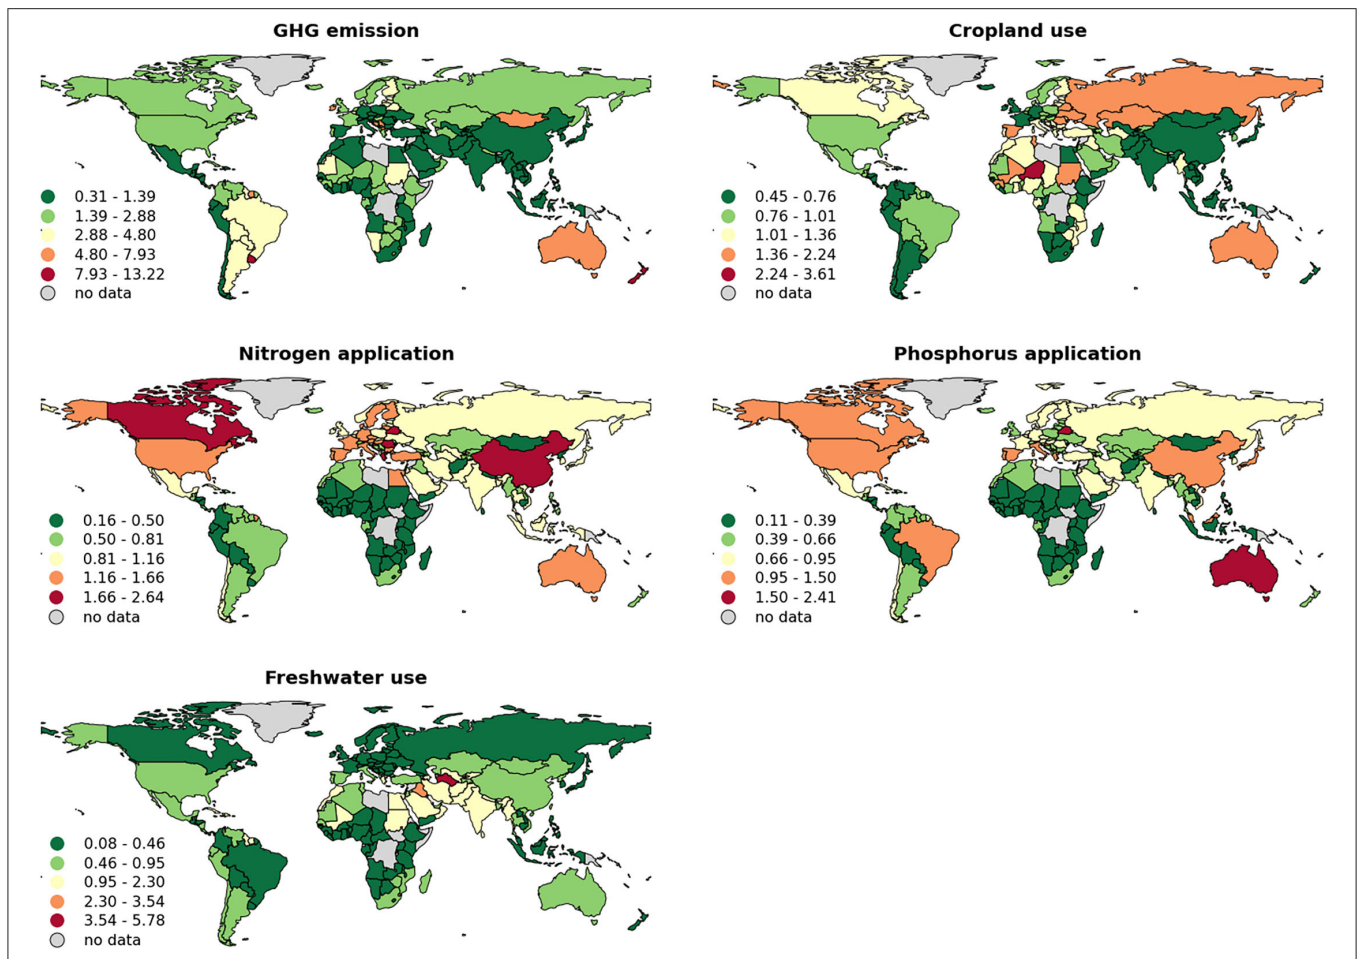 GHG emission
0.31 - 1.39
1.39 - 2.88
2.88 - 4.80
4.80 - 7.93
7.93 - 13.22
no data
Cropland use
0.45 - 0.76
0.76 - 1.01
1.01 - 1.36
1.36 - 2.24
2.24 - 3.61
no data
Nitrogen application
0.16 - 0.50
0.50 - 0.81
0.81 - 1.16
1.16 - 1.66
1.66 - 2.64
no data
Phosphorus application
0.11 - 0.39
0.39 - 0.66
0.66 - 0.95
0.95 - 1.50
1.50 - 2.41
no data
Freshwater use
0.08 - 0.46
0.46 - 0.95
0.95 - 2.30
2.30 - 3.54
3.54 - 5.78
no data